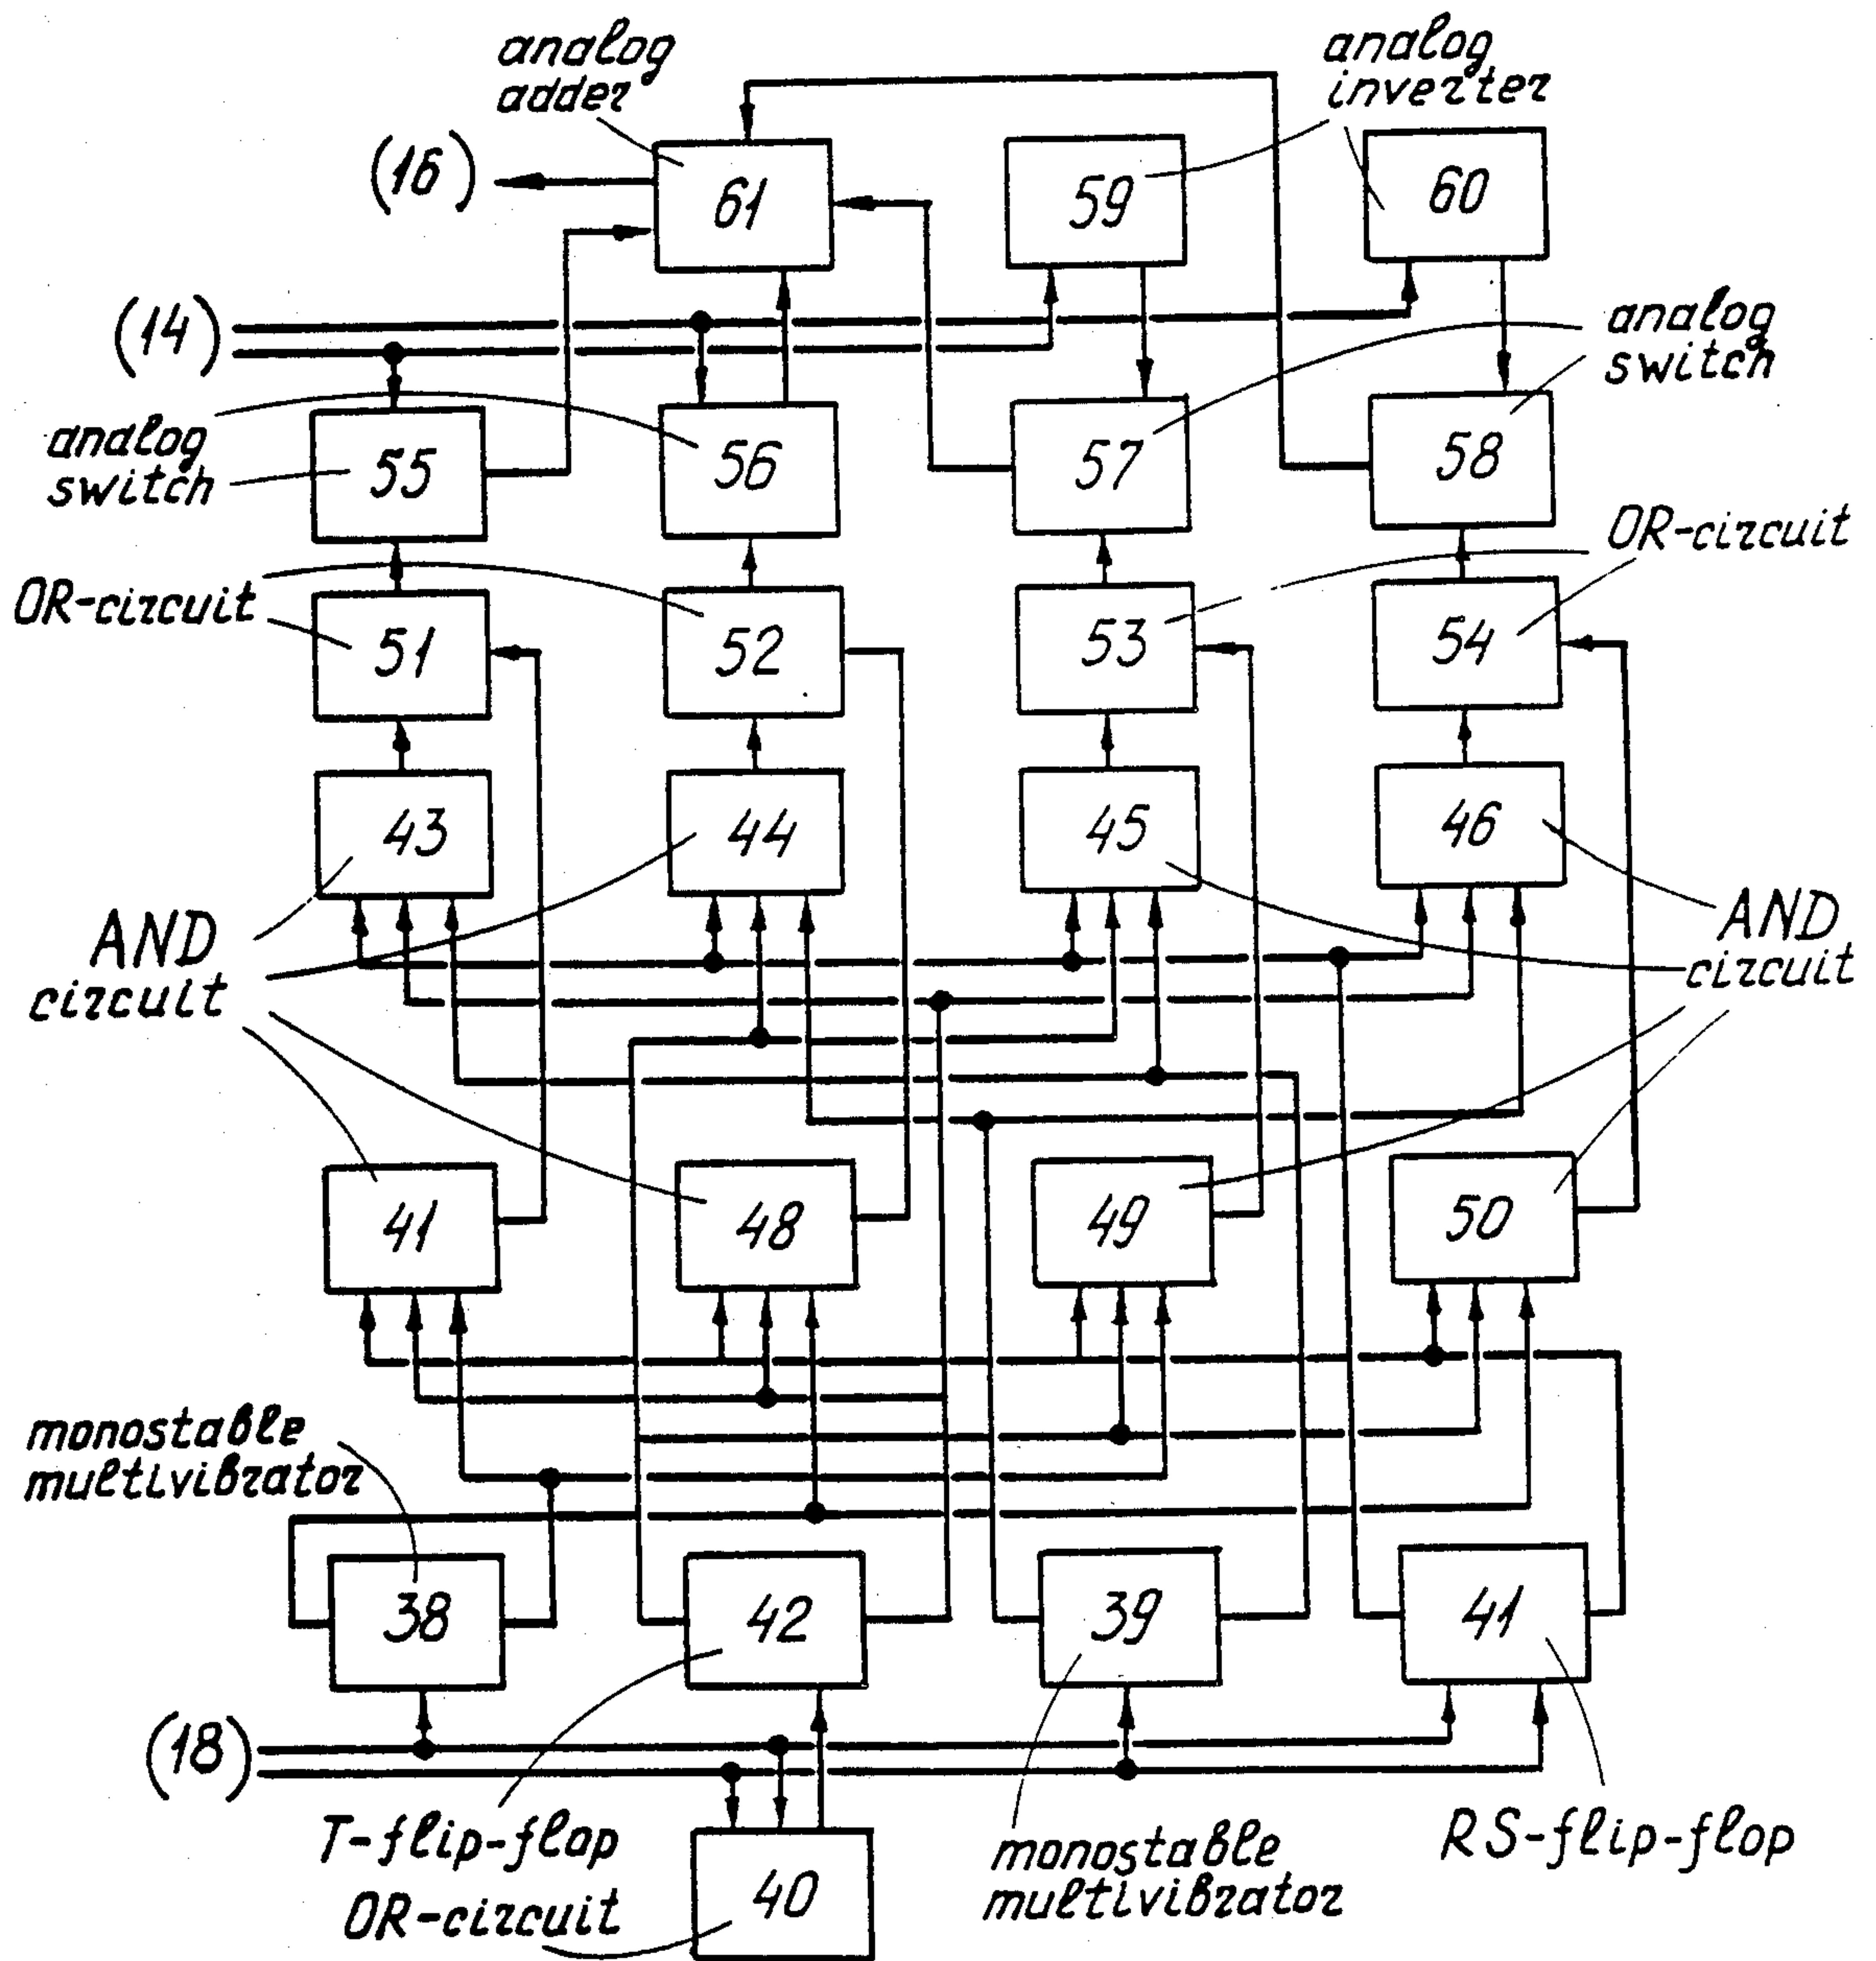 analog
adder
analog
inverter
(16)
61
59
60
(14)
analog
switch
analog
switch
55
56
57
58
OR-circuit
OR-circuit
51
52
53
54
43
44
45
46
AND
circuit
AND
circuit
41
48
49
50
monostable
multivibrator
38
42
39
41
(18)
T-flip-flop
monostable
multivibrator
RS-flip-flop
OR-circuit
40